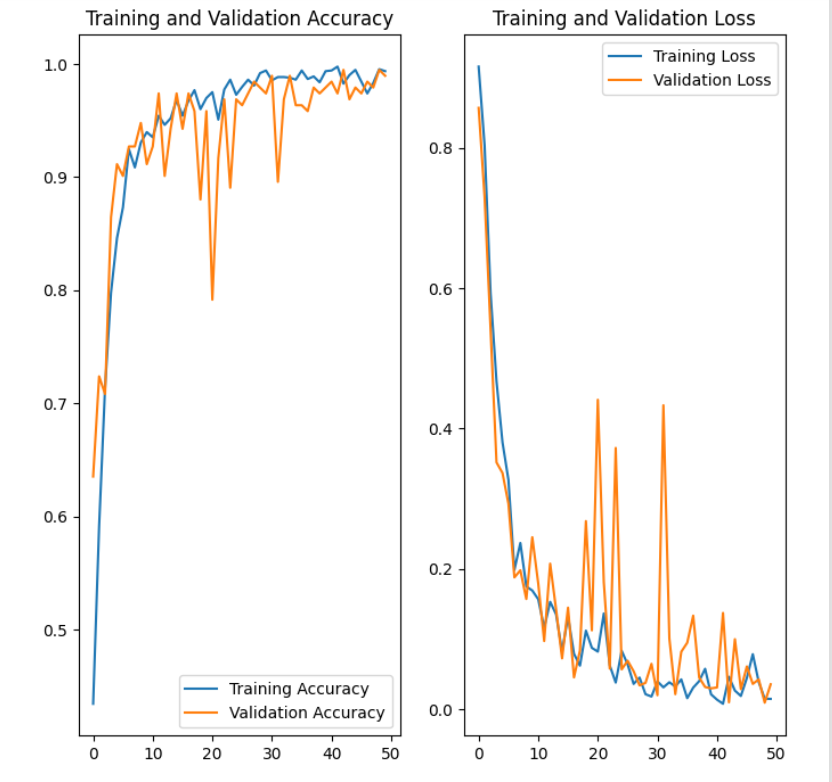 Training and Validation Accuracy
1.0
0.9
0.8
0.7
0.6
0.5
Training Accuracy
Validation Accuracy
0 10 20 30 40 50
Training and Validation Loss
Training Loss
Validation Loss
0.8
0.6
0.4
0.2
0.0
0 10 20 30 40 50